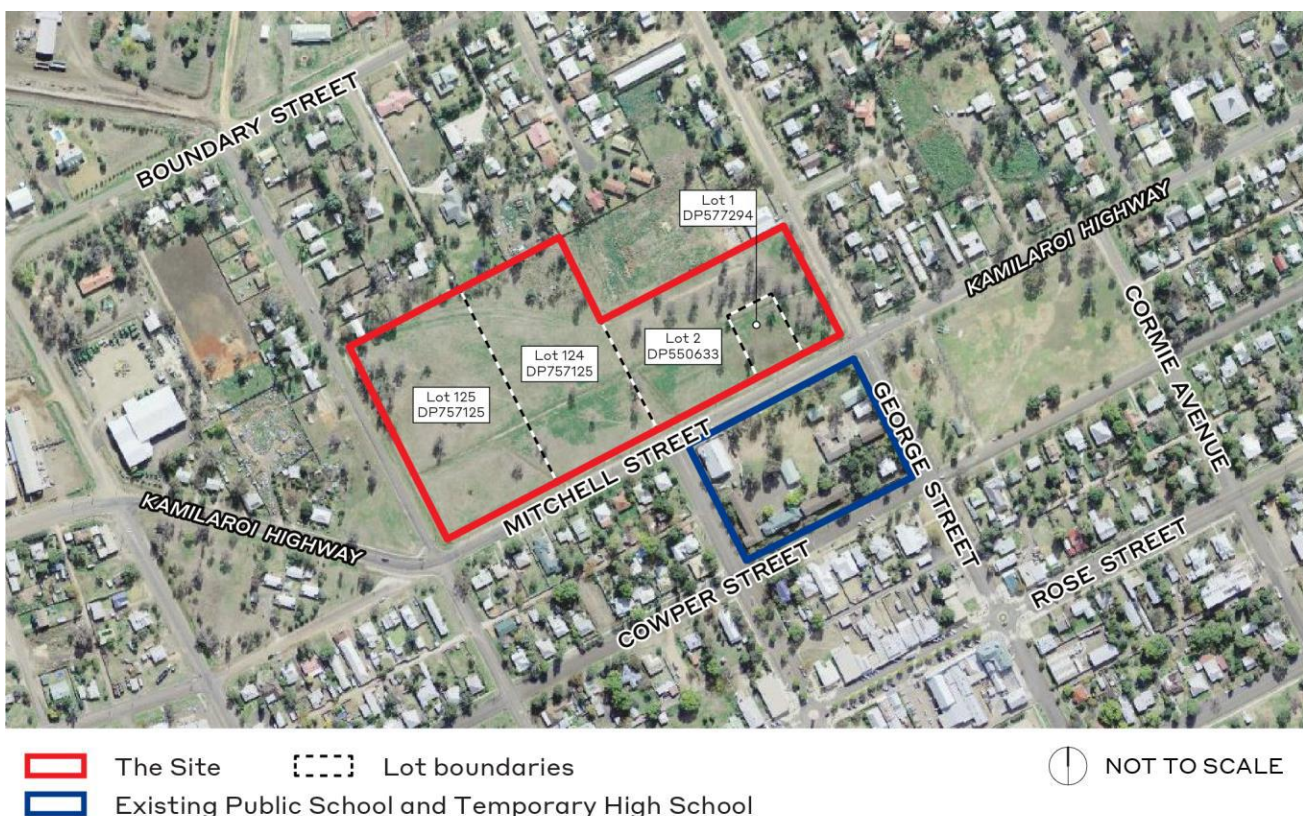 BOUNDARY STREET
Lot 1
DP577294
KAMILAROI HIGHWAY
CORMIE AVENUE
Lot 2
DP550633
Lot 124
DP757125
Lot 125
DP757125
GEORGE STREET
MITCHELL STREET
KAMILAROI HIGHWAY
COWPER STREET
ROSE STREET
The Site
Lot boundaries
NOT TO SCALE
Existing Public School and Temporary High School